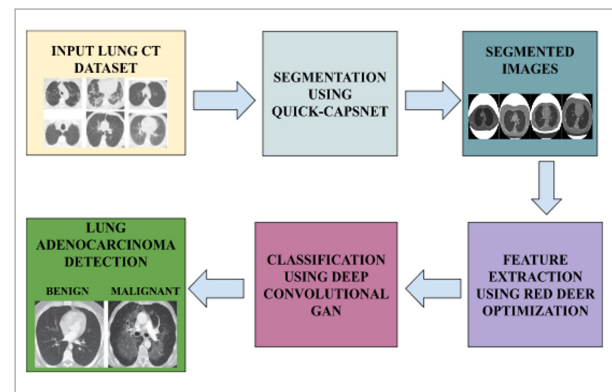 INPUT LUNG CT
DATASET
SEGMENTATION
USING
QUICK-CAPSNET
SEGMENTED
IMAGES
FEATURE
EXTRACTION
USING RED DEER
OPTIMIZATION
CLASSIFICATION
USING DEEP
CONVOLUTIONAL
GAN
LUNG
ADENOCARCINOMA
DETECTION
BENIGN MALIGNANT